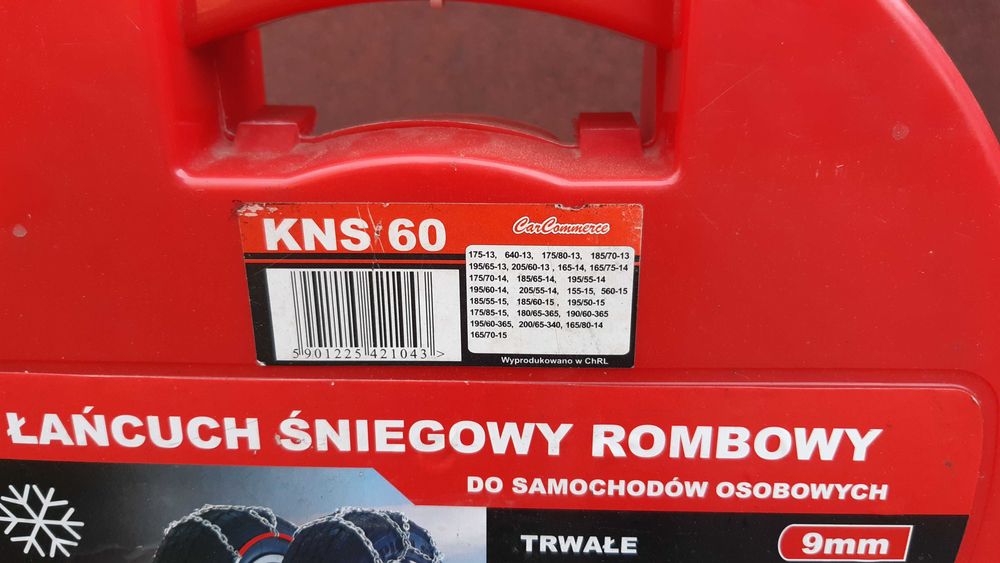 KNS 60
CarCommerce
175-13, 640-13, 175/80-13, 185/70-13
195/65-13, 205/60-13 , 165-14, 165/75-14
175/70-14, 185/65-14, 195/55-14
195/60-14, 205/55-14, 155-15, 560-15
185/55-15, 185/60-15 , 195/50-15
175/85-15, 180/65-365, 190/60-365
195/60-365, 200/65-340, 165/80-14
165/70-15
5901225421043>
Wyprodukowano w ChRL
ŁAŃCUCH ŚNIEGOWY ROMBOWY
DO SAMOCHODÓW OSOBOWYCH
TRWAŁE
9mm